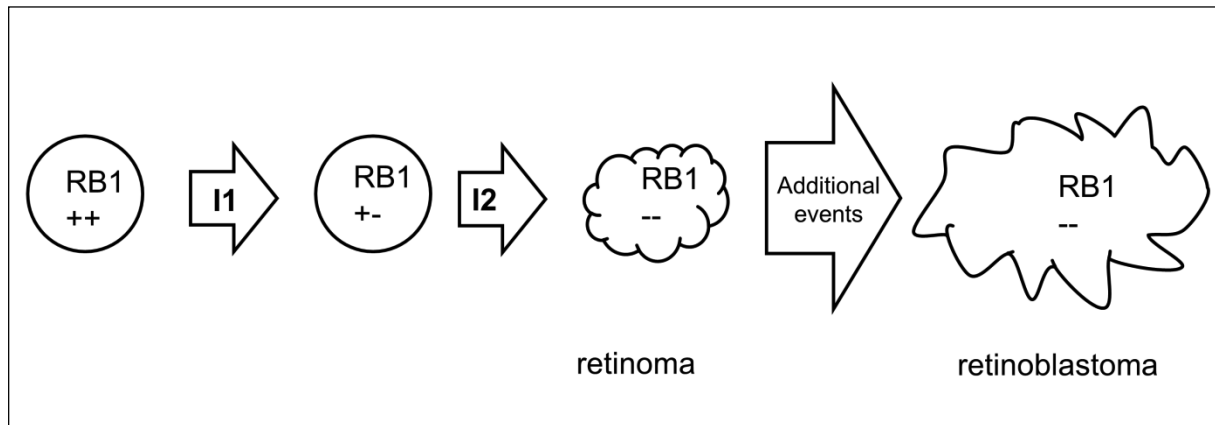 RB1
++
I1
RB1
+-
I2
RB1
--
Additional
events
RB1
--
retinoma
retinoblastoma